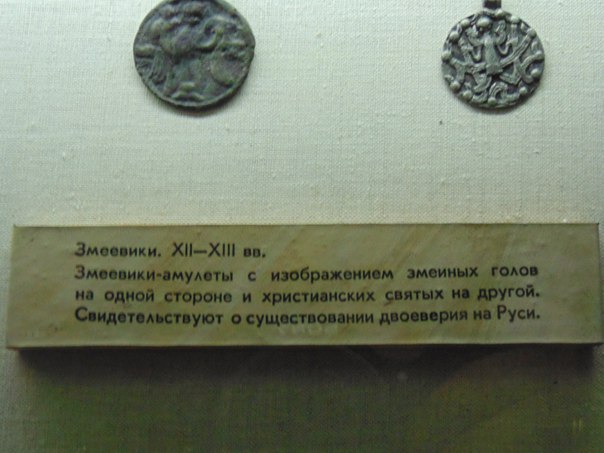 Змеевики. XII—XIII вв.
Змеевики-амулеты с изображением змеиных голов
на одной стороне и христианских святых на другой.
Свидетельствуют о существовании двоеверия на Руси.